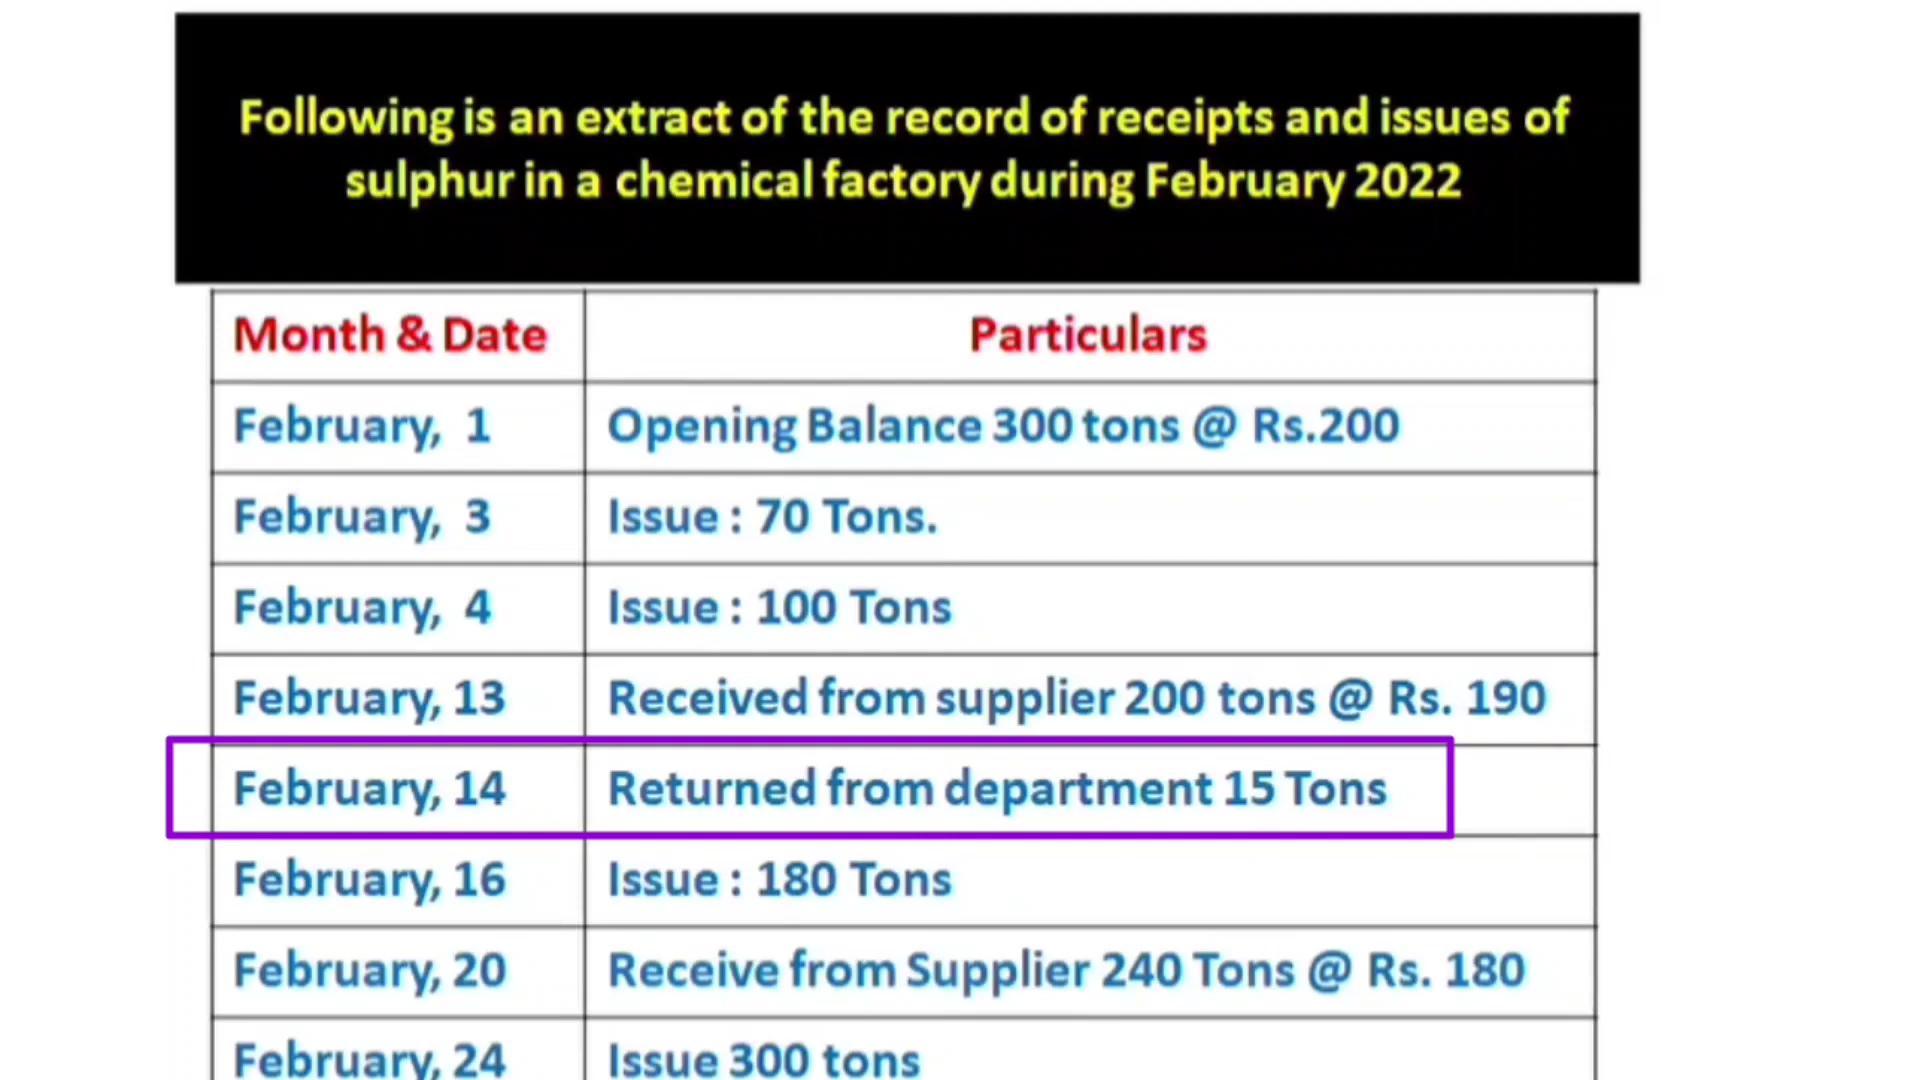 Following is an extract of the record of receipts and issues of
sulphur in a chemical factory during February 2022
Month & Date Particulars
February, 1 Opening Balance 300 tons @ Rs.200
February, 3 Issue : 70 Tons.
February, 4 Issue : 100 Tons
February, 13 Received from supplier 200 tons @ Rs. 190
February, 14 Returned from department 15 Tons
February, 16 Issue : 180 Tons
February, 20 Receive from Supplier 240 Tons @ Rs. 180
February, 24 Issue 300 tons